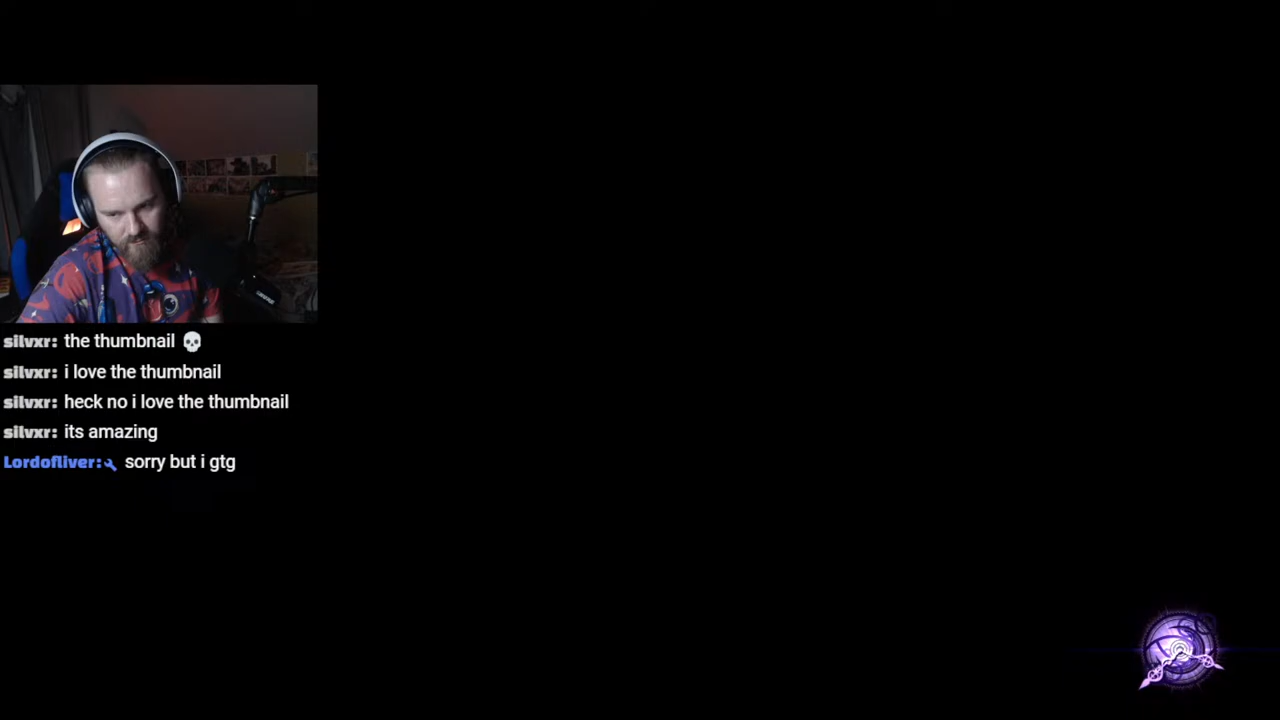 silvxr: the thumbnail 💀
silvxr: i love the thumbnail
silvxr: heck no i love the thumbnail
silvxr: its amazing
Lordofliver: sorry but i gtg